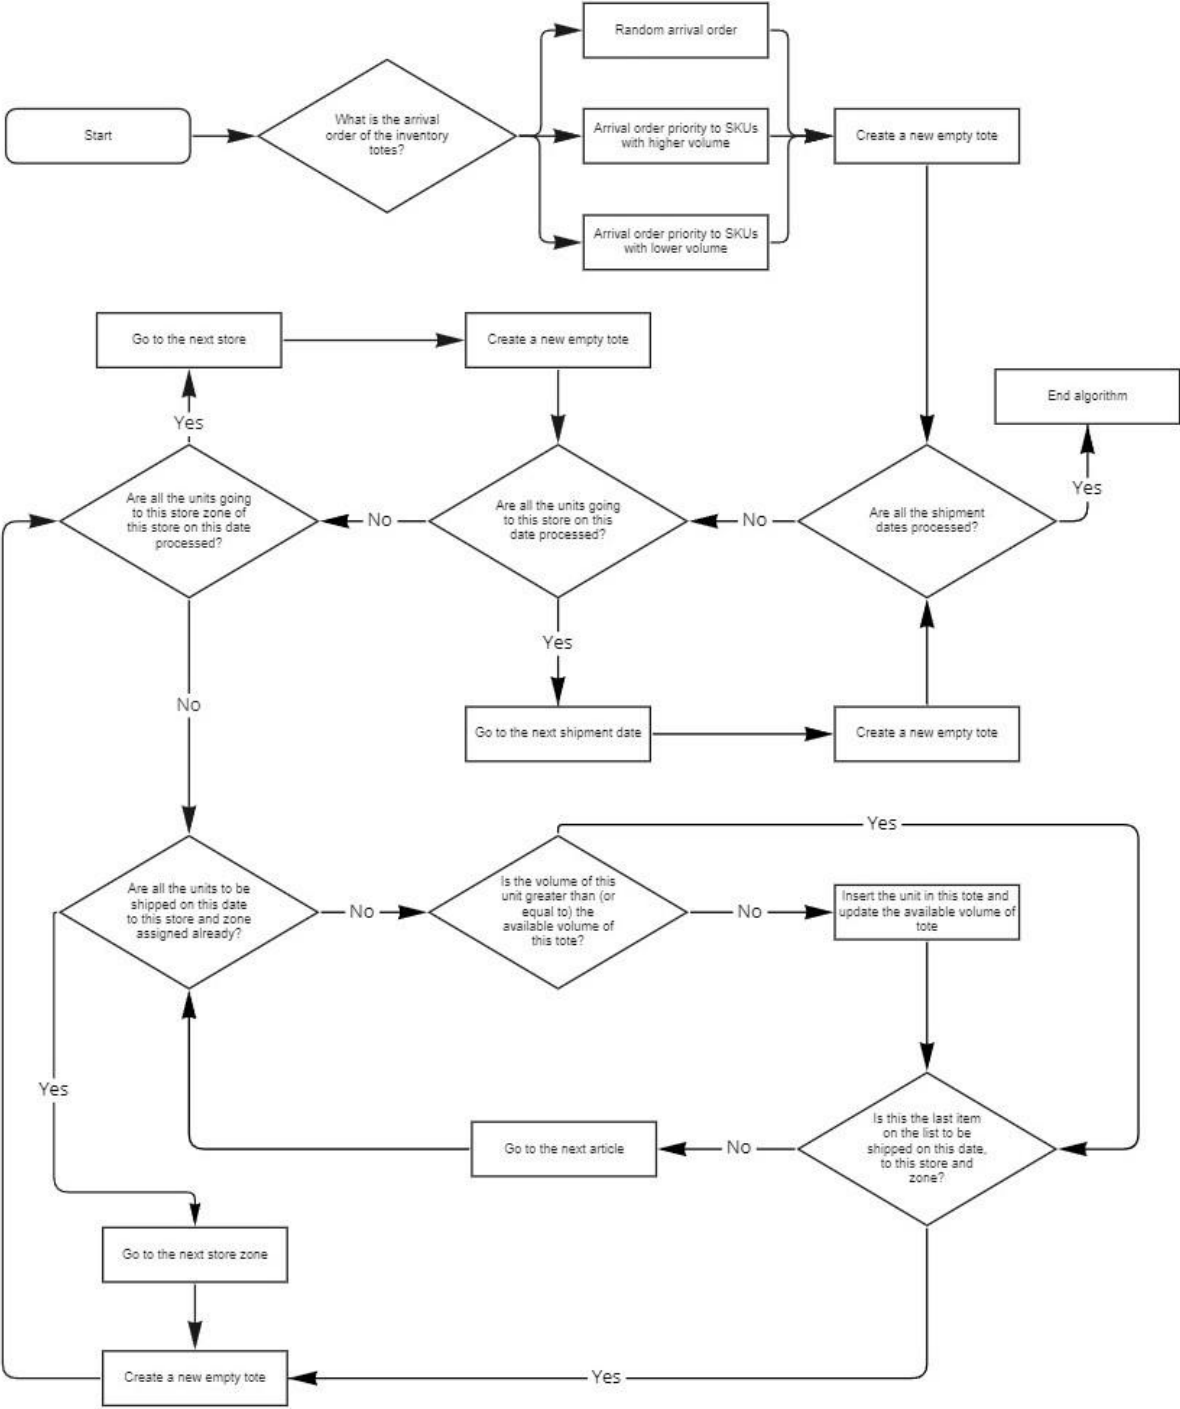 Random arrival order
Start
What is the arrival
order of the inventory
totes?
Arrival order priority to SKUs
with higher volume
Create a new empty tote
Arrival order priority to SKUs
with lower volume
Go to the next store
Create a new empty tote
End algorithm
Yes
Yes
Are all the units going
to this store zone of
this store on this date
processed?
No
Are all the units going
to this store on this
date processed?
No
Are all the shipment
dates processed?
Yes
No
Go to the next shipment date
Create a new empty tote
Yes
Are all the units to be
shipped on this date
to this store and zone
assigned already?
No
Is the volume of this
unit greater than (or
equal to) the
available volume of
this tote?
No
Insert the unit in this tote and
update the available volume of
tote
Yes
Go to the next article
No
Is this the last item
on the list to be
shipped on this date,
to this store and
zone?
Go to the next store zone
Create a new empty tote
Yes